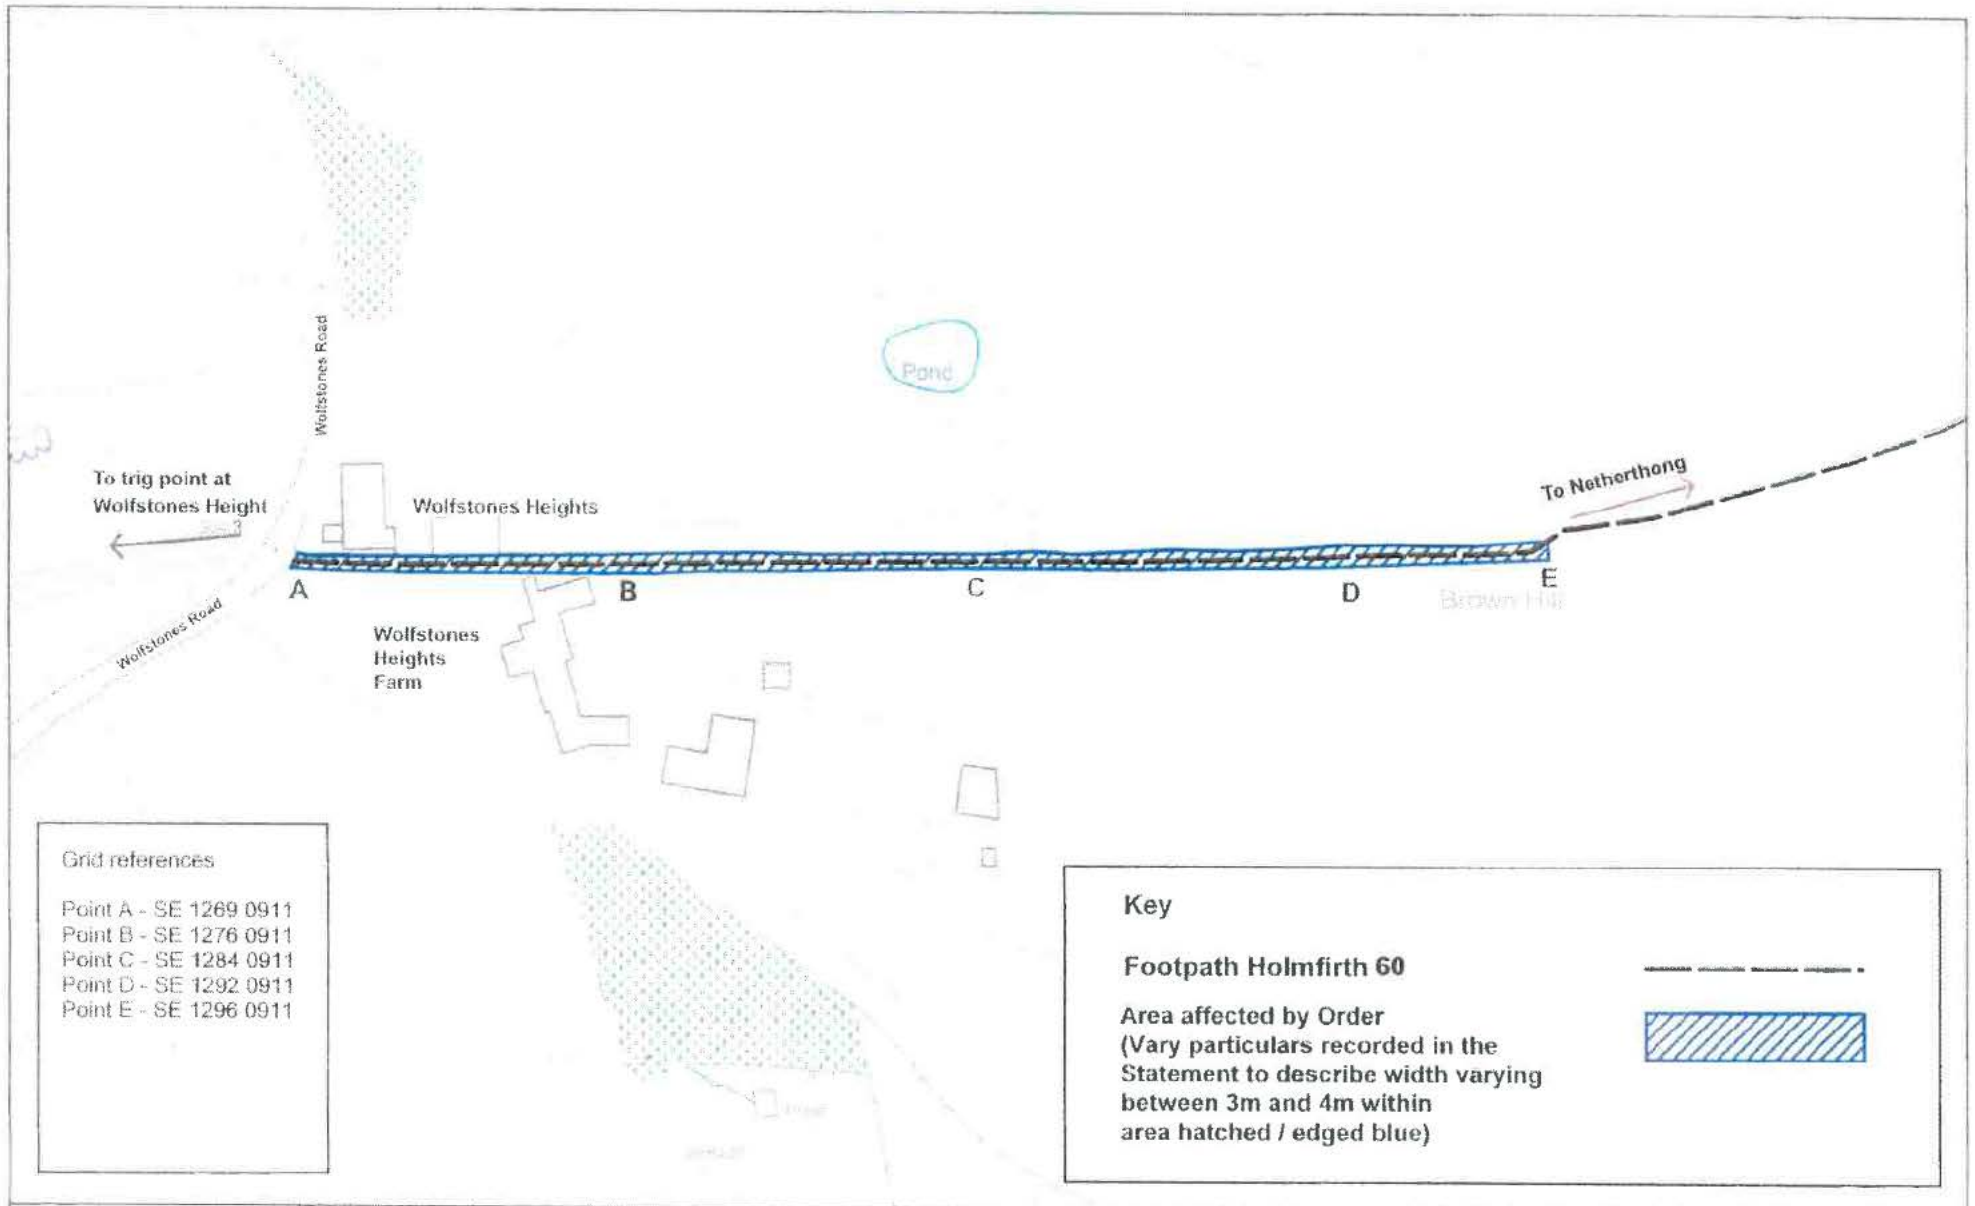 Wolfstones Road
Pond
To trig point at
Wolfstones Height
Wolfstones Heights
To Netherthong
A
B
C
D
E
Brown Hill
Wolfstones Road
Wolfstones
Heights
Farm
Grid references
Point A - SE 1269 0911
Point B - SE 1276 0911
Point C - SE 1284 0911
Point D - SE 1292 0911
Point E - SE 1296 0911
Key
Footpath Holmfirth 60
Area affected by Order
(Vary particulars recorded in the
Statement to describe width varying
between 3m and 4m within
area hatched / edged blue)